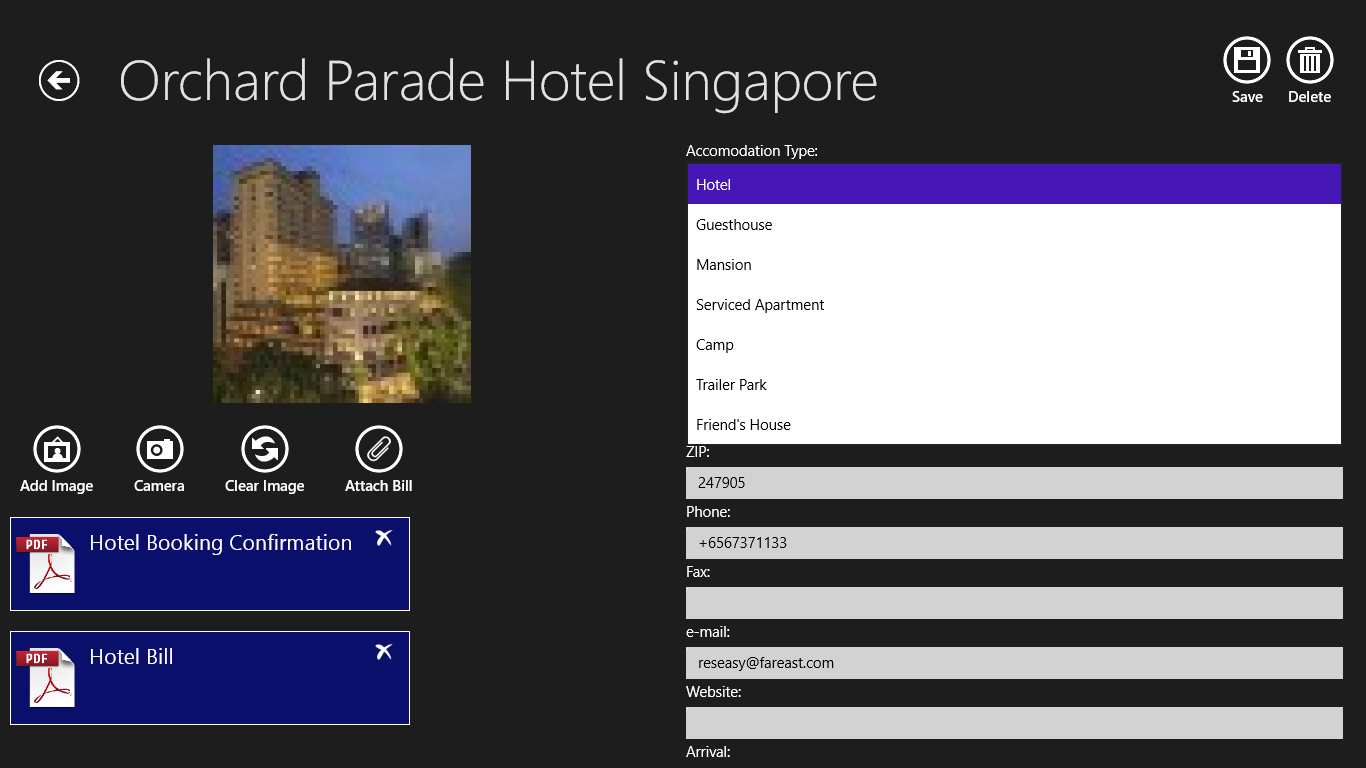 Orchard Parade Hotel Singapore
Save
Delete
Add Image
Camera
Clear Image
Attach Bill
PDF
Hotel Booking Confirmation
PDF
Hotel Bill
Accomodation Type:
Hotel
Guesthouse
Mansion
Serviced Apartment
Camp
Trailer Park
Friend's House
ZIP:
247905
Phone:
+6567371133
Fax:
e-mail:
reseasy@fareast.com
Website:
Arrival: